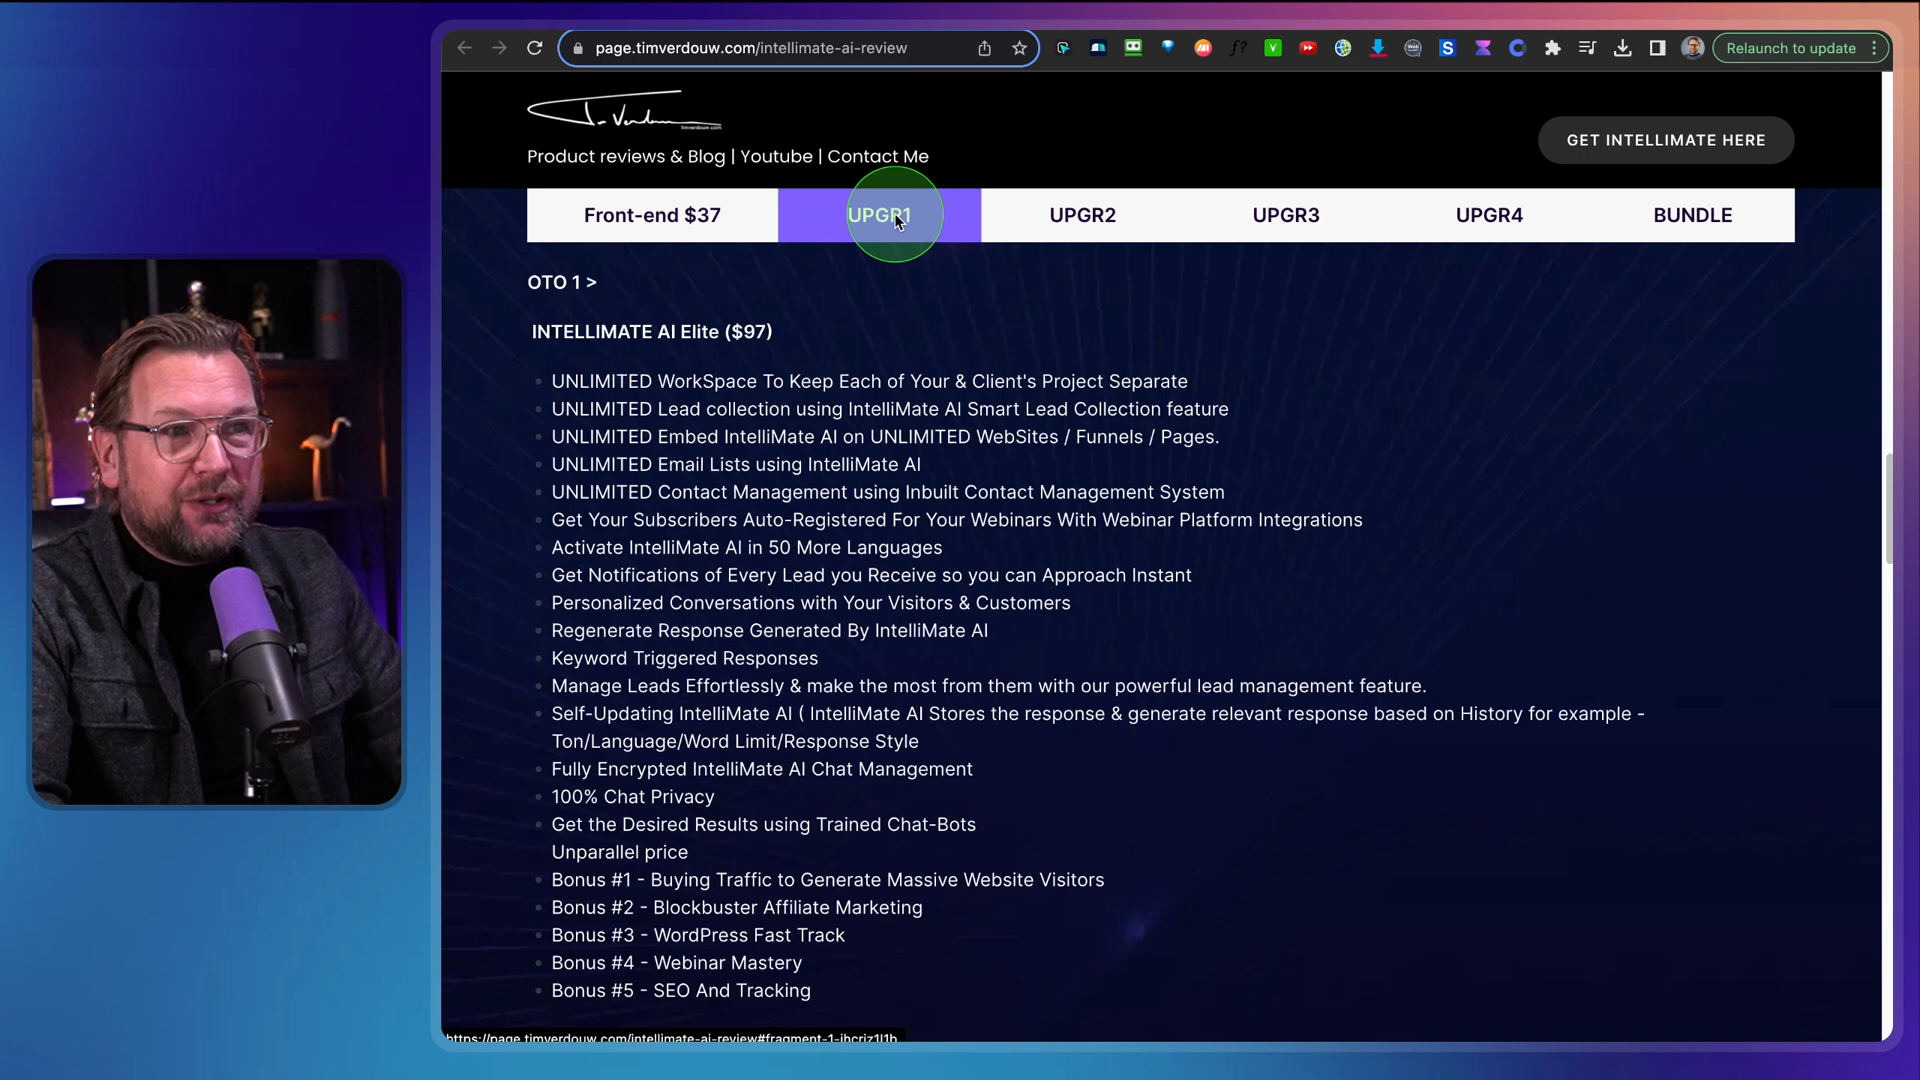 page.timverdouw.com/intellimate-ai-review
Relaunch to update
timverdouw.com
Product reviews & Blog | Youtube | Contact Me
GET INTELLIMATE HERE
Front-end $37
UPGR1
UPGR2
UPGR3
UPGR4
BUNDLE
OTO 1 >
INTELLIMATE AI Elite ($97)
UNLIMITED WorkSpace To Keep Each of Your & Client's Project Separate
UNLIMITED Lead collection using IntelliMate AI Smart Lead Collection feature
UNLIMITED Embed IntelliMate AI on UNLIMITED WebSites / Funnels / Pages.
UNLIMITED Email Lists using IntelliMate AI
UNLIMITED Contact Management using Inbuilt Contact Management System
Get Your Subscribers Auto-Registered For Your Webinars With Webinar Platform Integrations
Activate IntelliMate AI in 50 More Languages
Get Notifications of Every Lead you Receive so you can Approach Instant
Personalized Conversations with Your Visitors & Customers
Regenerate Response Generated By IntelliMate AI
Keyword Triggered Responses
Manage Leads Effortlessly & make the most from them with our powerful lead management feature.
Self-Updating IntelliMate AI ( IntelliMate AI Stores the response & generate relevant response based on History for example -
Ton/Language/Word Limit/Response Style
Fully Encrypted IntelliMate AI Chat Management
100% Chat Privacy
Get the Desired Results using Trained Chat-Bots
Unparallel price
Bonus #1 - Buying Traffic to Generate Massive Website Visitors
Bonus #2 - Blockbuster Affiliate Marketing
Bonus #3 - WordPress Fast Track
Bonus #4 - Webinar Mastery
Bonus #5 - SEO And Tracking